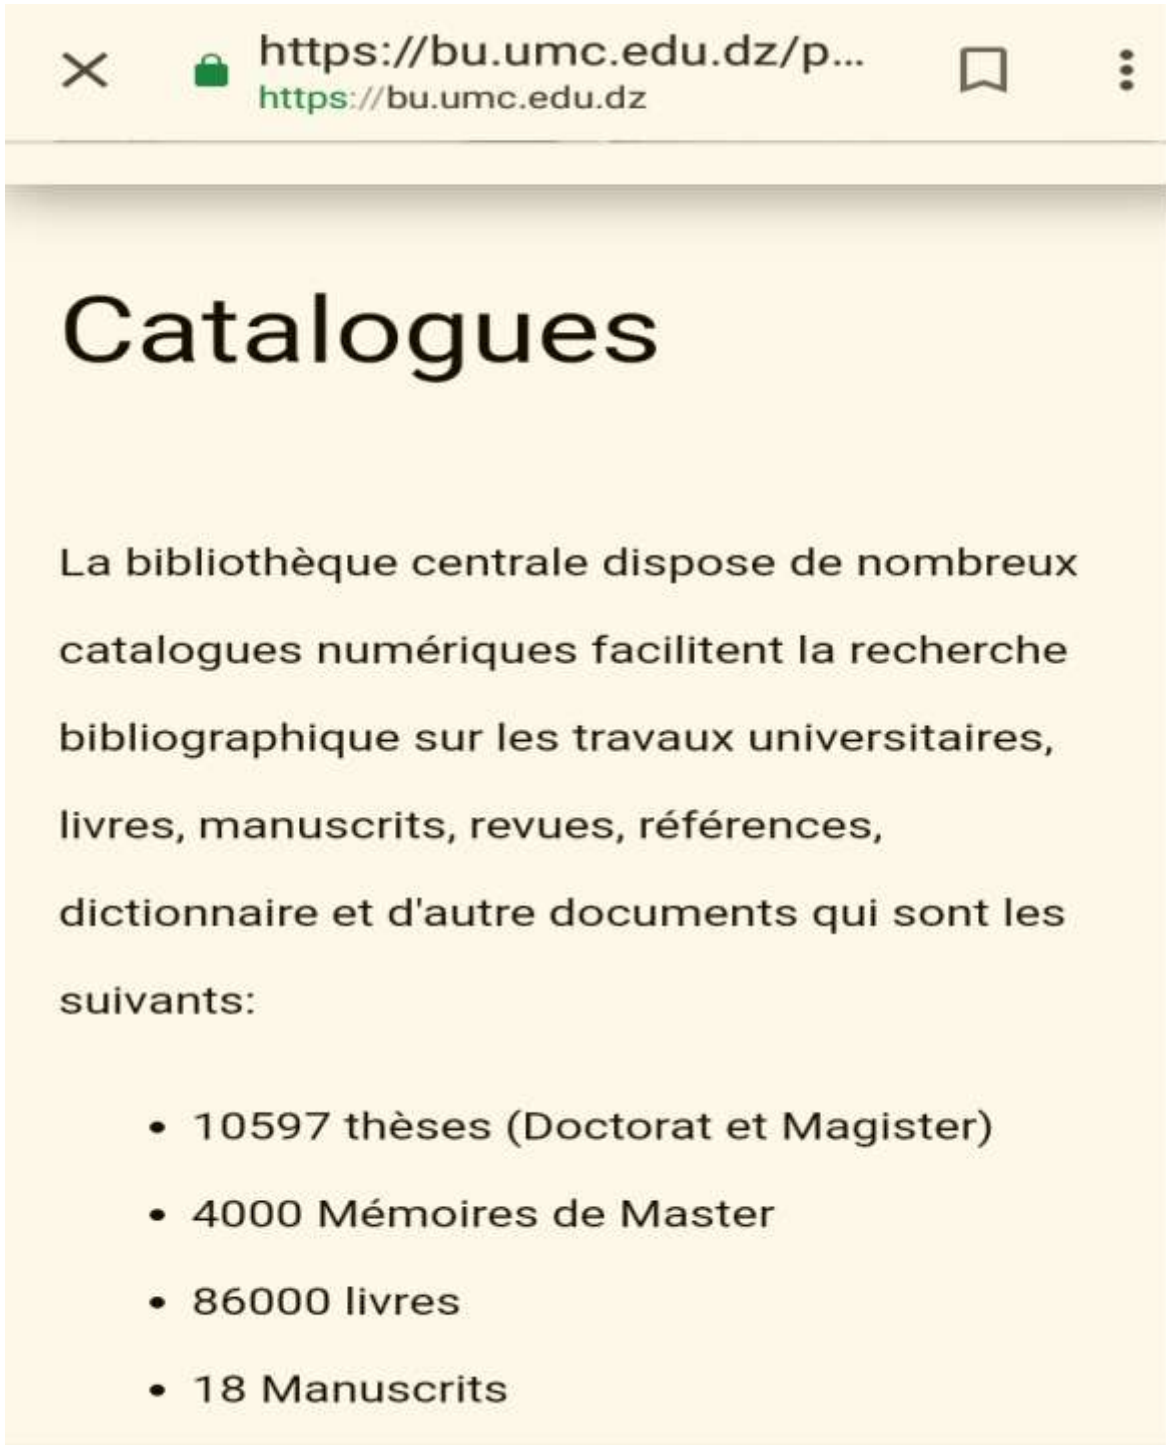 https://bu.umc.edu.dz/p...
https://bu.umc.edu.dz
Catalogues
La bibliothèque centrale dispose de nombreux
catalogues numériques facilitent la recherche
bibliographique sur les travaux universitaires,
livres, manuscrits, revues, références,
dictionnaire et d'autre documents qui sont les
suivants:
• 10597 thèses (Doctorat et Magister)
• 4000 Mémoires de Master
• 86000 livres
• 18 Manuscrits